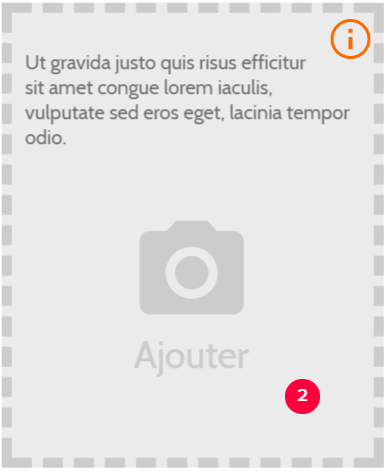 Ut gravida justo quis risus efficitur
sit amet congue lorem iaculis,
vulputate sed eros eget, lacinia tempor
odio.
Ajouter
2